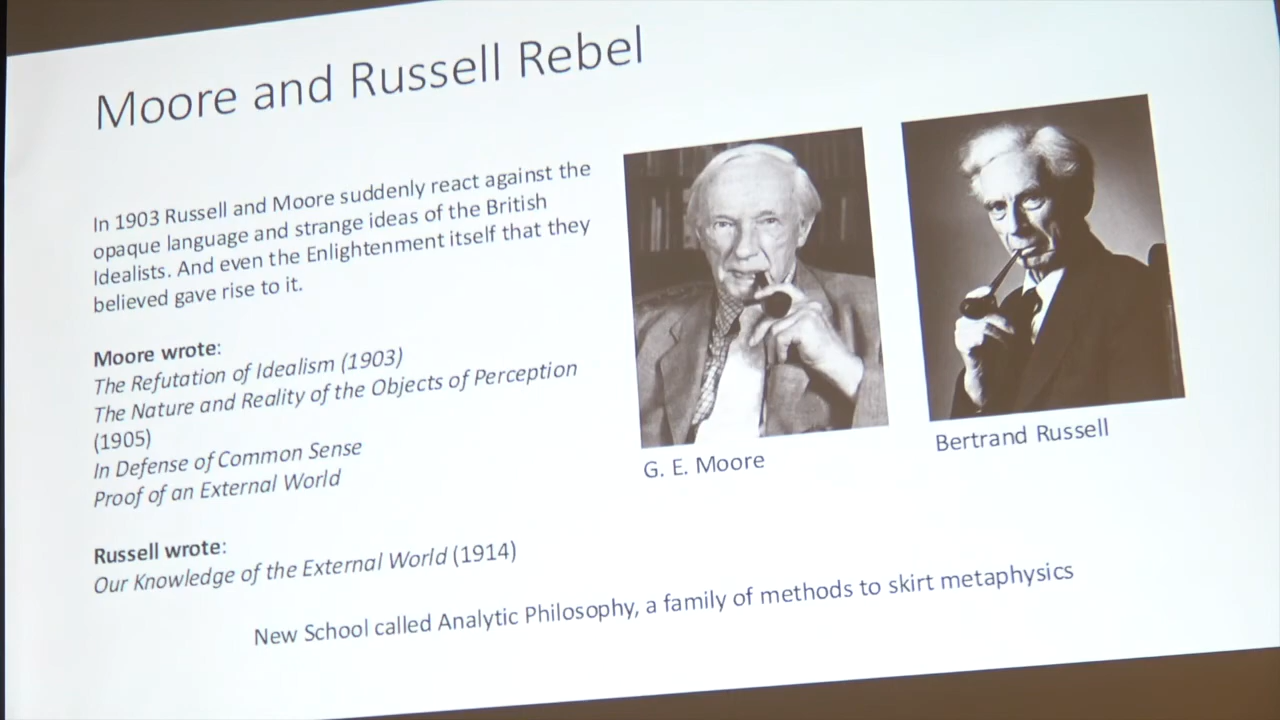 Moore and Russell Rebel
In 1903 Russell and Moore suddenly react against the
opaque language and strange ideas of the British
Idealists. And even the Enlightenment itself that they
believed gave rise to it.
Moore wrote:
The Refutation of Idealism (1903)
The Nature and Reality of the Objects of Perception
(1905)
In Defense of Common Sense
Proof of an External World
Russell wrote:
Our Knowledge of the External World (1914)
G. E. Moore
Bertrand Russell
New School called Analytic Philosophy, a family of methods to skirt metaphysics